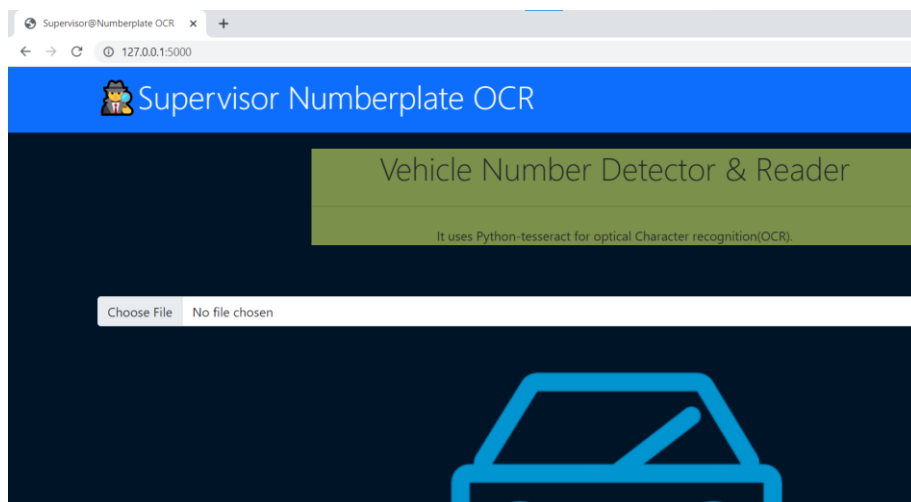 Supervisor@Numberplate OCR
127.0.0.1:5000
Supervisor Numberplate OCR
Vehicle Number Detector & Reader
It uses Python-tesseract for optical Character recognition(OCR).
Choose File No file chosen